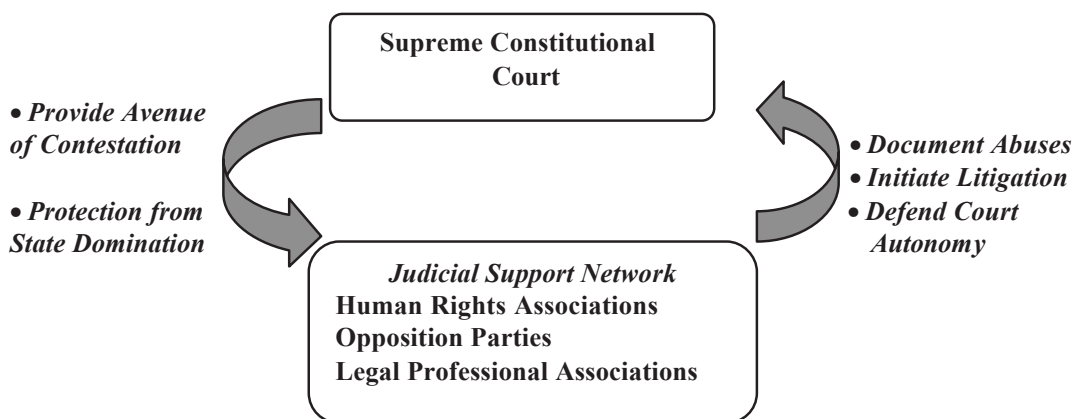 Supreme Constitutional
Court
• Provide Avenue
of Contestation
• Protection from
State Domination
• Document Abuses
• Initiate Litigation
• Defend Court
Autonomy
Judicial Support Network
Human Rights Associations
Opposition Parties
Legal Professional Associations